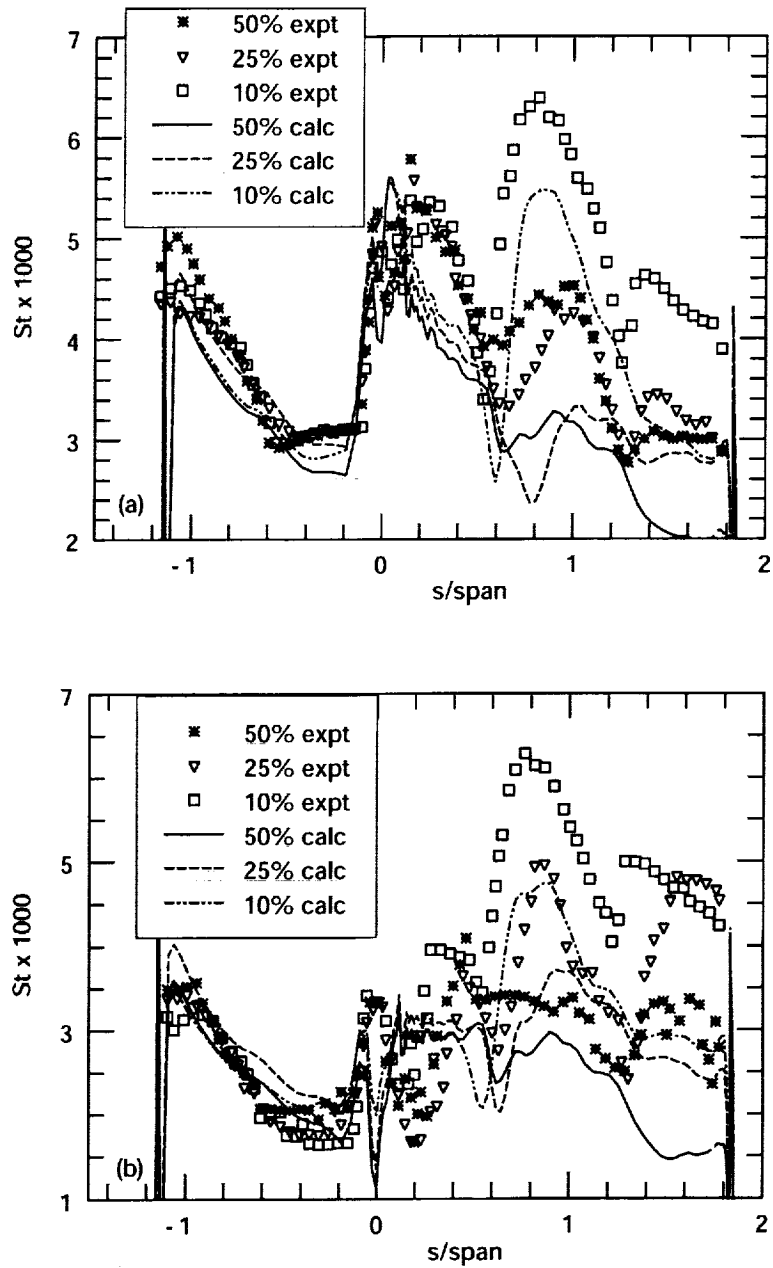 7
6
5
4
3
2
St x 1000
50% expt
25% expt
10% expt
50% calc
25% calc
10% calc
(a)
-1
0
1
2
s/span
7
5
3
1
St x 1000
50% expt
25% expt
10% expt
50% calc
25% calc
10% calc
(b)
-1
0
1
2
s/span